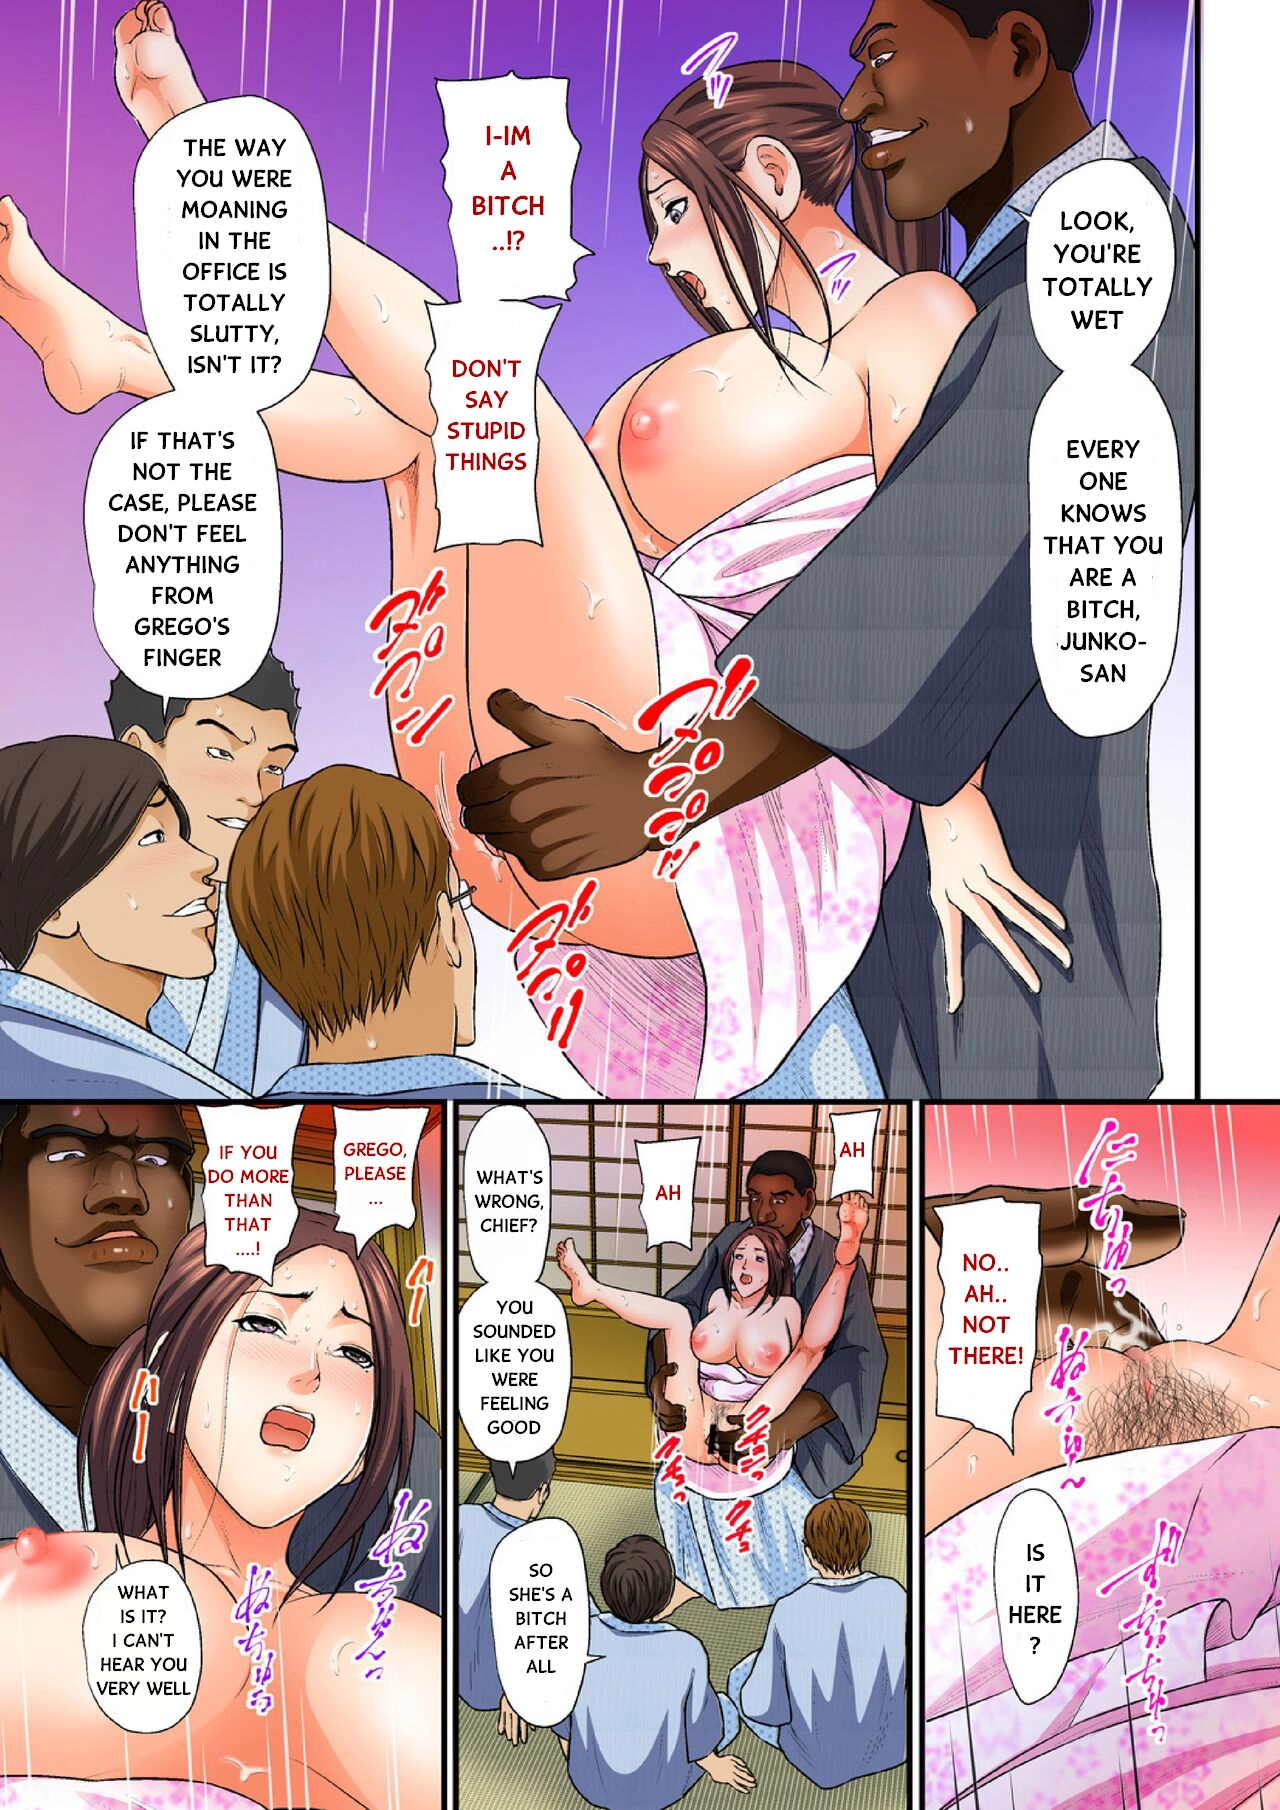 LOOK,
YOU'RE
TOTALLY
WET
EVERY
ONE
KNOWS
THAT YOU
ARE A
BITCH,
JUNKO-
SAN
I-IM
A
BITCH
..!?
DON'T
SAY
STUPID
THINGS
THE WAY
YOU WERE
MOANING
IN THE
OFFICE IS
TOTALLY
SLUTTY,
ISN'T IT?
IF THAT'S
NOT THE
CASE, PLEASE
DON'T FEEL
ANYTHING
FROM
GREGO'S
FINGER
NO..
AH..
NOT
THERE!
IS
IT
HERE
?
AH
AH
WHAT'S
WRONG,
CHIEF?
YOU
SOUNDED
LIKE YOU
WERE
FEELING
GOOD
SO
SHE'S A
BITCH
AFTER
ALL
GREGO,
PLEASE
...
IF YOU
DO MORE
THAN
THAT
....!
WHAT
IS IT?
I CAN'T
HEAR YOU
VERY WELL